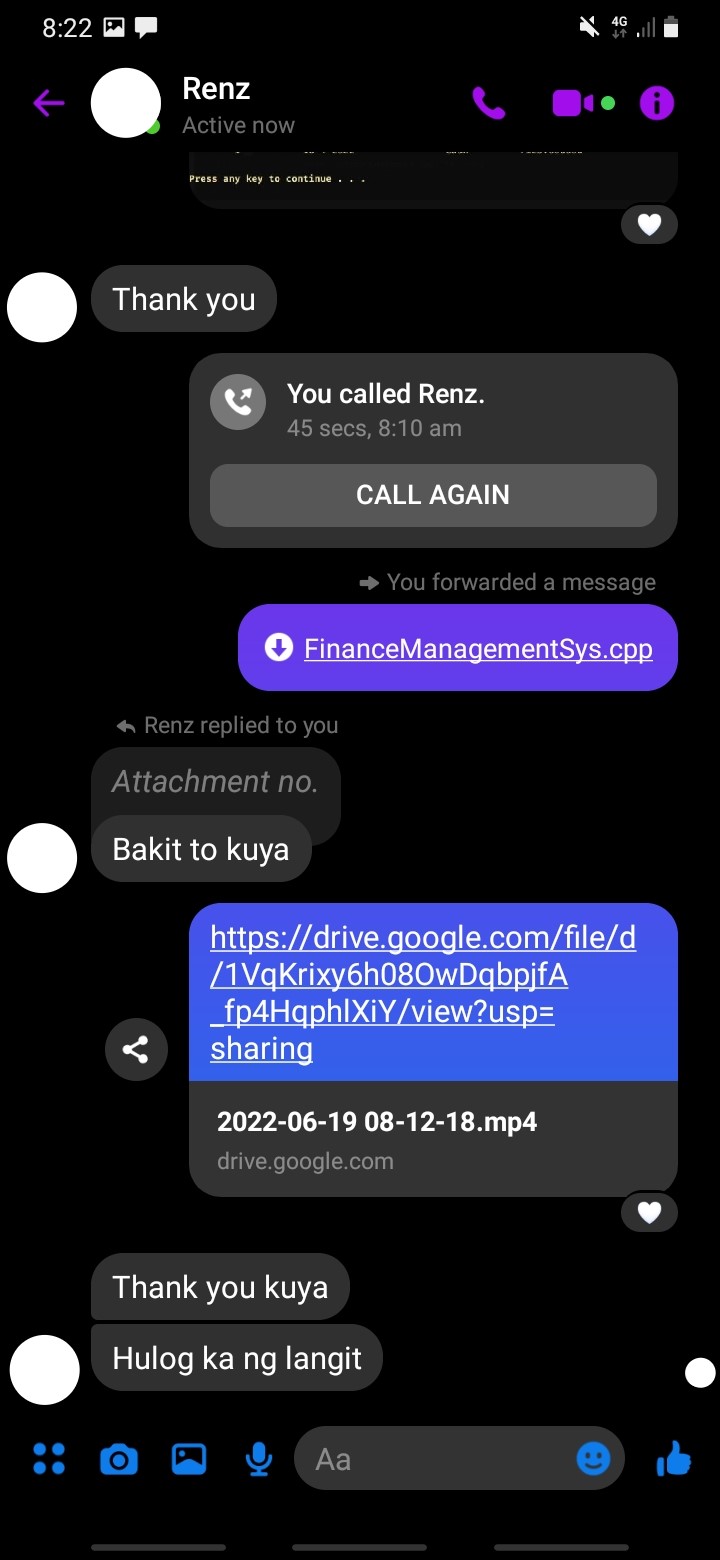 8:22
4G
Renz
Active now
Press any key to continue . . .
Thank you
You called Renz.
45 secs, 8:10 am
CALL AGAIN
You forwarded a message
FinanceManagementSys.cpp
Renz replied to you
Attachment no.
Bakit to kuya
https://drive.google.com/file/d
/1VqKrixy6h08OwDqbpjfA
_fp4HqphlXiY/view?usp=
sharing
2022-06-19 08-12-18.mp4
drive.google.com
Thank you kuya
Hulog ka ng langit
Aa